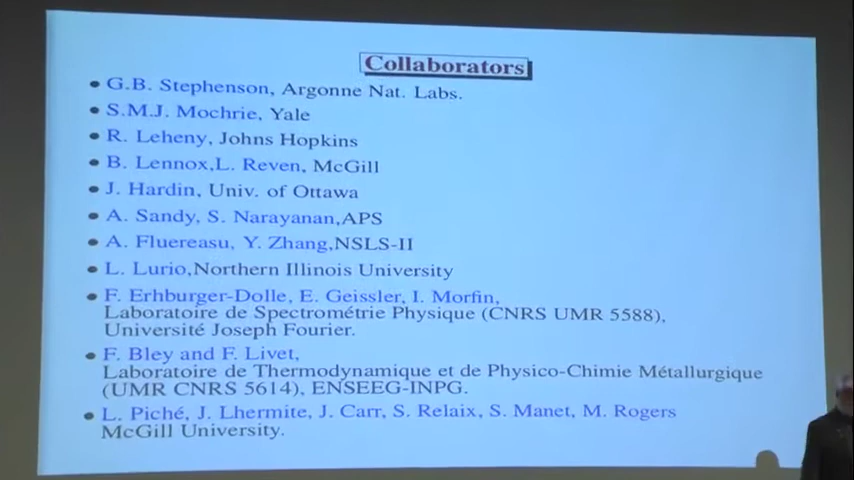 Collaborators
• G.B. Stephenson, Argonne Nat. Labs.
• S.M.J. Mochrie, Yale
• R. Leheny, Johns Hopkins
• B. Lennox,L. Reven, McGill
• J. Hardin, Univ. of Ottawa
• A. Sandy, S. Narayanan,APS
• A. Fluereasu, Y. Zhang,NSLS-II
• L. Lurio,Northern Illinois University
• F. Erhburger-Dolle, E. Geissler, I. Morfin,
Laboratoire de Spectrométrie Physique (CNRS UMR 5588),
Université Joseph Fourier.
• F. Bley and F. Livet,
Laboratoire de Thermodynamique et de Physico-Chimie Métallurgique
(UMR CNRS 5614), ENSEEG-INPG.
• L. Piché, J. Lhermite, J. Carr, S. Relaix, S. Manet, M. Rogers
McGill University.